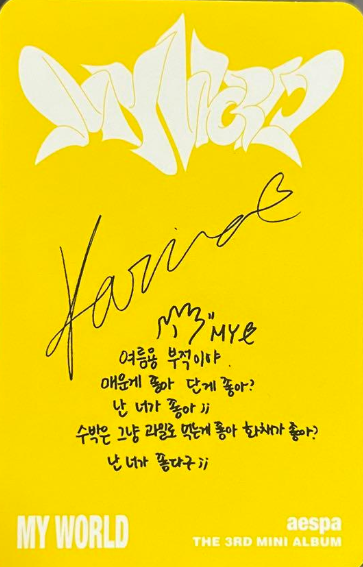 MY WORLD
Karina
MY
여름용 부적이야.
매운게 좋아 단게 좋아?
난 너가 좋아 ;;
수박은 그냥 과일로 먹는게 좋아 화채가 좋아?
난 너가 좋다구 ;;
MY WORLD
aespa
THE 3RD MINI ALBUM